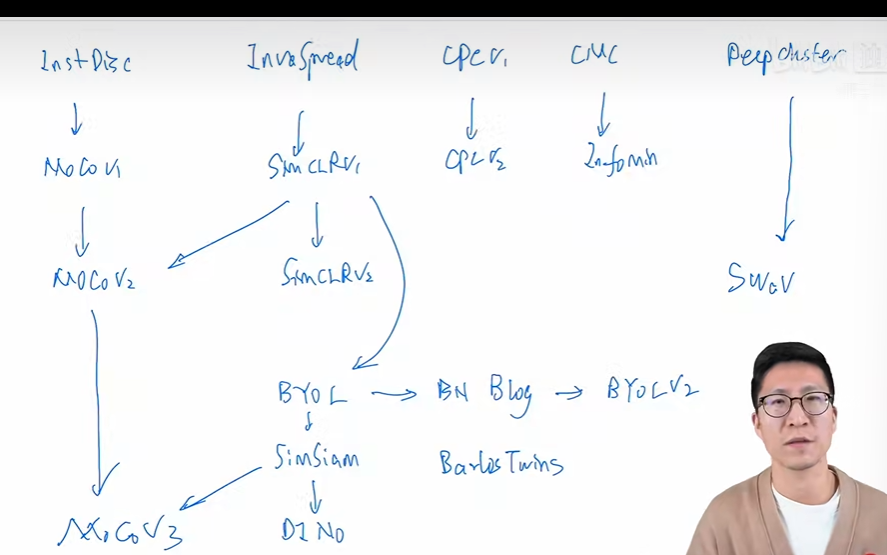 InstDisc InvaSpread CPCV1 CMC Deepcluster
MoCoV1 SimCLRV1 CPCV2 Infomin
MOCOV2 SimCLRV2 SWaV
BYOL → BN Blog → BYOLV2
SimSiam BarlosTwins
MoCoV3 DINO